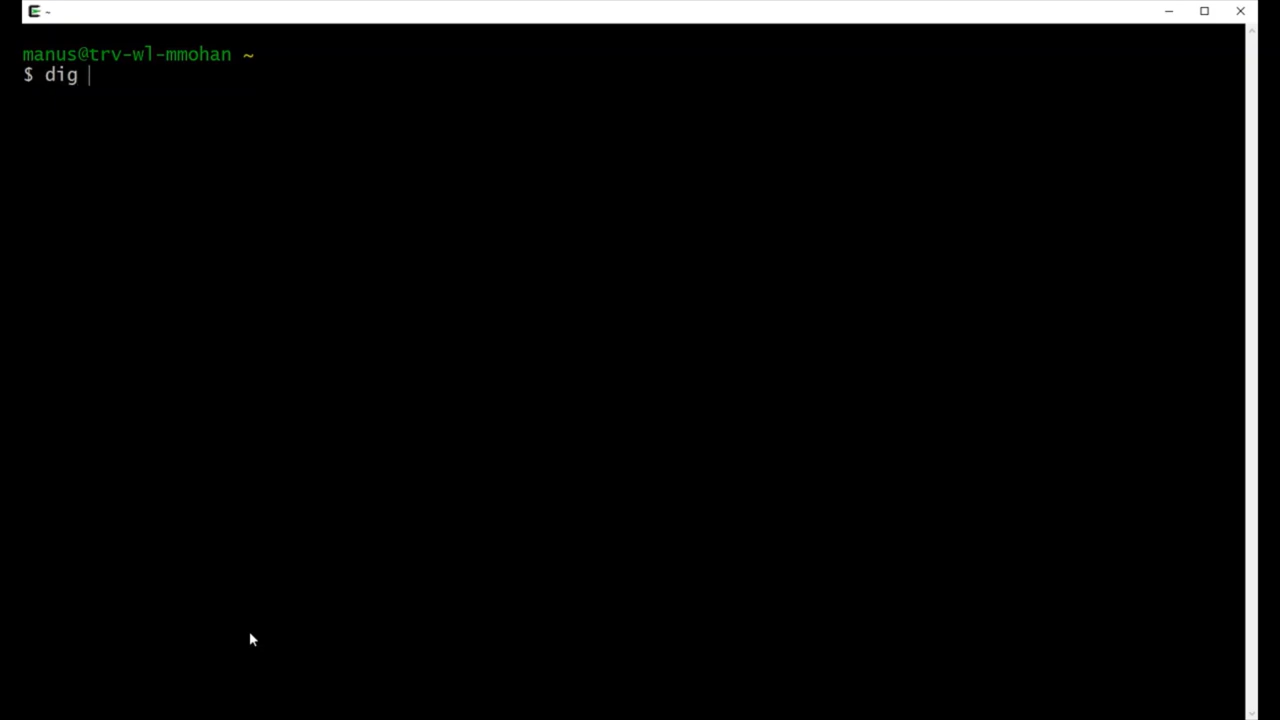 ~
manus@trv-wl-mmohan ~
$ dig